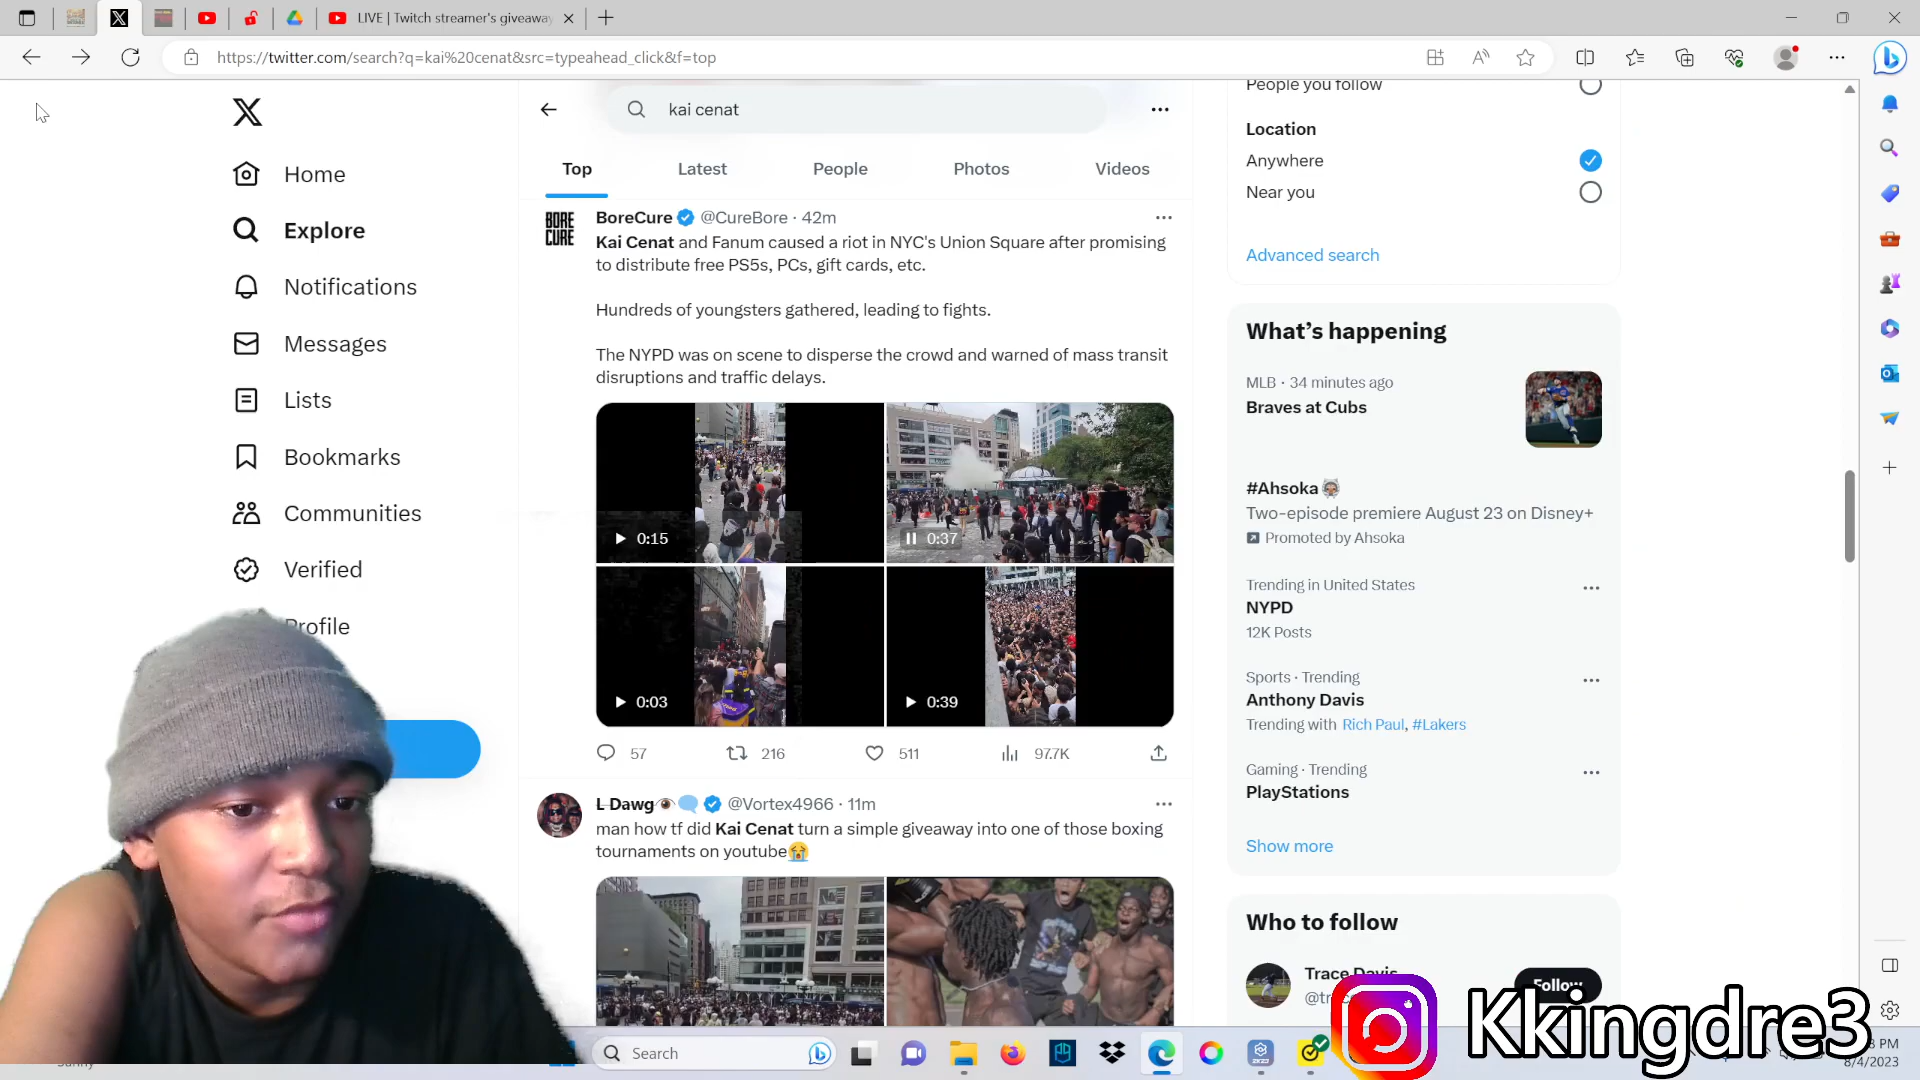 LIVE | Twitch streamer's giveaway
https://twitter.com/search?q=kai%20cenat&src=typeahead_click&f=top
kai cenat
Top
Latest
People
Photos
Videos
Home
Explore
Notifications
Messages
Lists
Bookmarks
Communities
Verified
Profile
BORE
CURE
BoreCure @CureBore · 42m
Kai Cenat and Fanum caused a riot in NYC's Union Square after promising
to distribute free PS5s, PCs, gift cards, etc.
Hundreds of youngsters gathered, leading to fights.
The NYPD was on scene to disperse the crowd and warned of mass transit
disruptions and traffic delays.
0:15
0:37
0:03
0:39
57
216
511
97.7K
L Dawg @Vortex4966 · 11m
man how tf did Kai Cenat turn a simple giveaway into one of those boxing
tournaments on youtube😭
People you follow
Location
Anywhere
Near you
Advanced search
What's happening
MLB · 34 minutes ago
Braves at Cubs
#Ahsoka
Two-episode premiere August 23 on Disney+
Promoted by Ahsoka
Trending in United States
NYPD
12K Posts
Sports · Trending
Anthony Davis
Trending with Rich Paul, #Lakers
Gaming · Trending
PlayStations
Show more
Who to follow
Trace Davis
Follow
Kkingdre3
Search
PM
8/4/2023